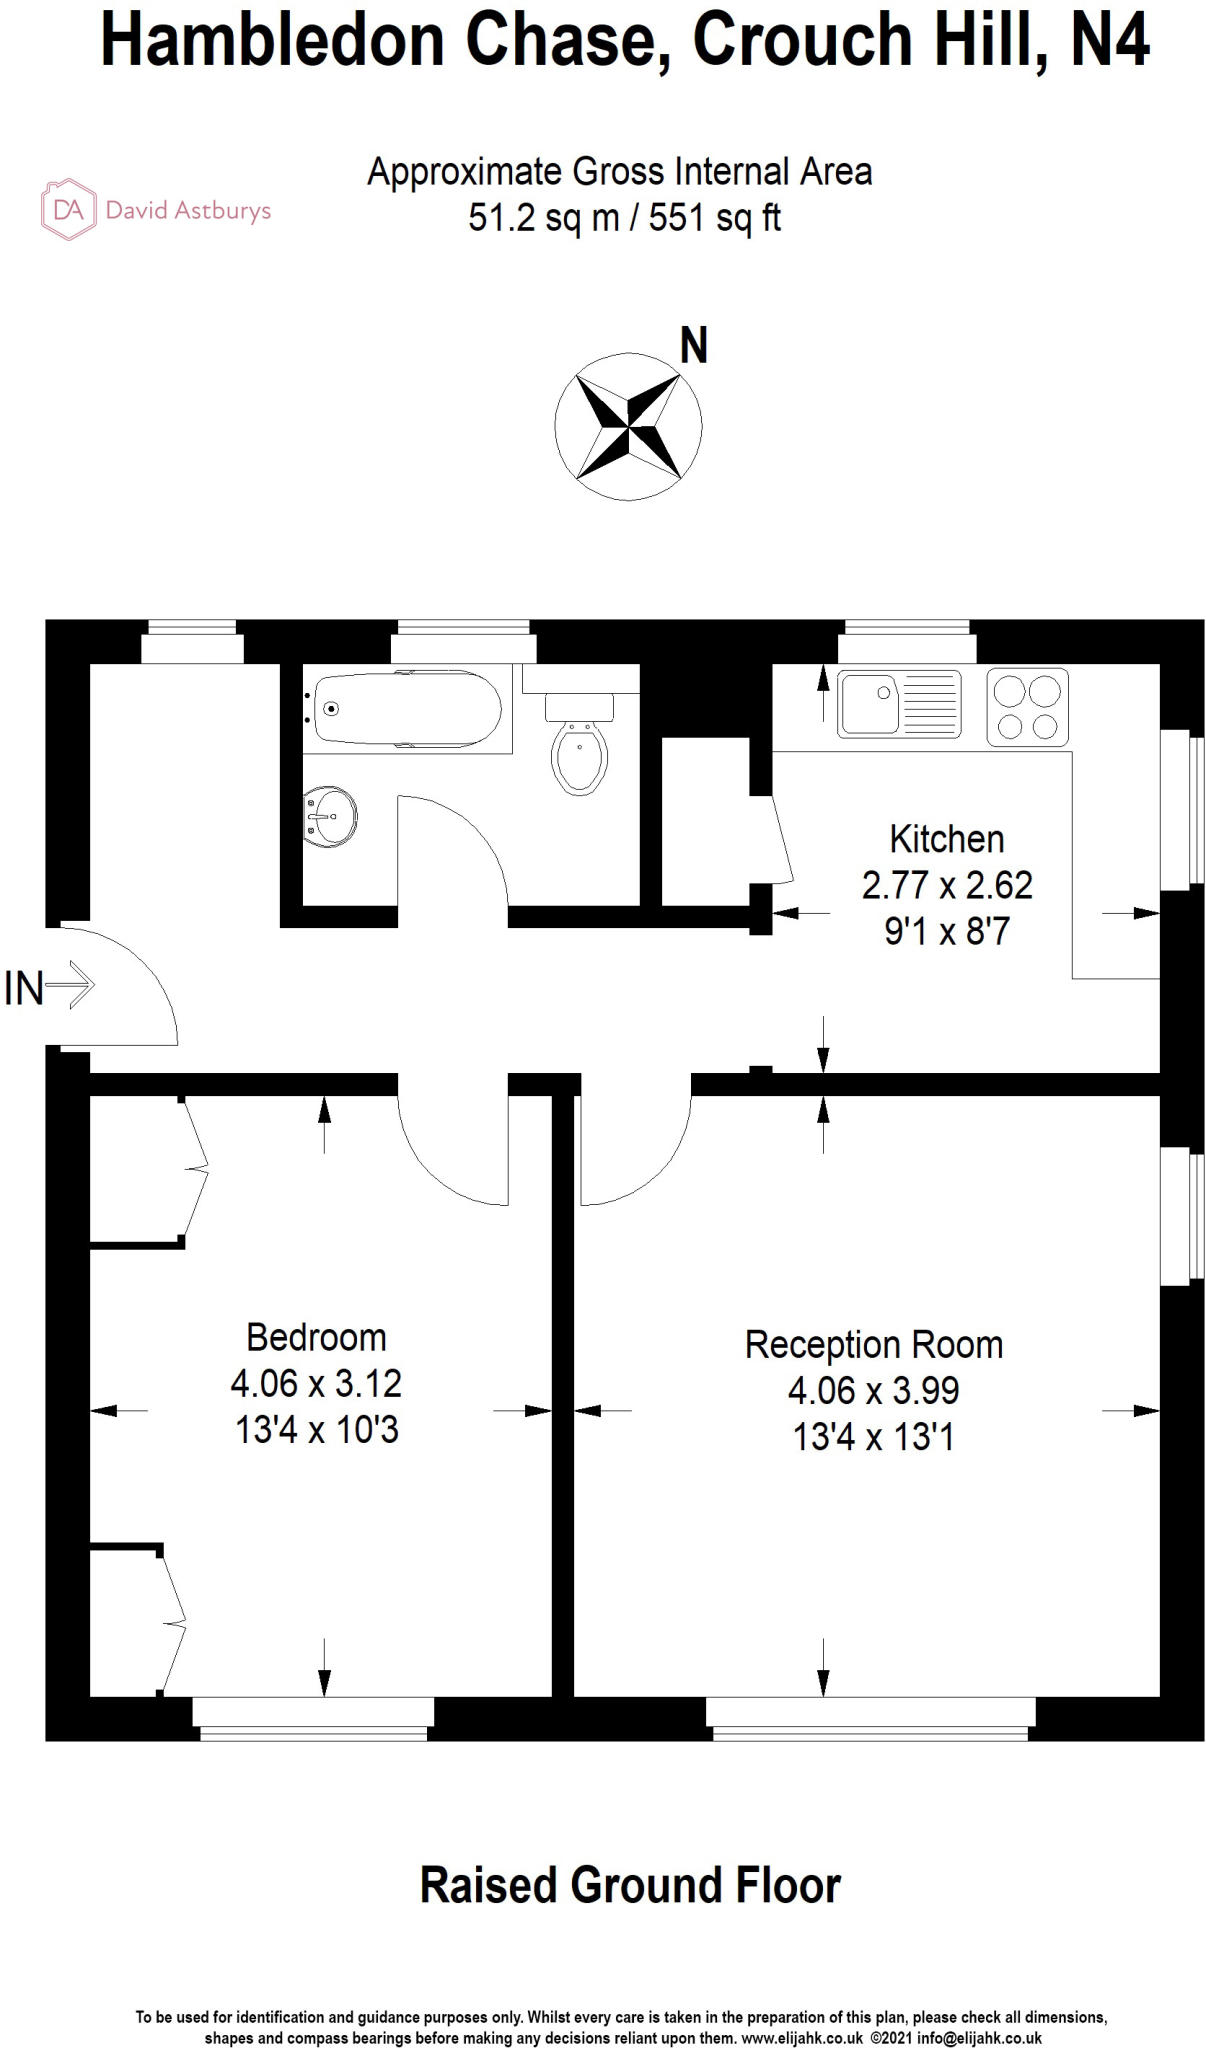 Hambledon Chase, Crouch Hill, N4
DA David Astburys
Approximate Gross Internal Area
51.2 sq m / 551 sq ft
N
Kitchen
2.77 x 2.62
9'1 x 8'7
IN
Bedroom
4.06 x 3.12
13'4 x 10'3
Reception Room
4.06 x 3.99
13'4 x 13'1
Raised Ground Floor
To be used for identification and guidance purposes only. Whilst every care is taken in the preparation of this plan, please check all dimensions,
shapes and compass bearings before making any decisions reliant upon them. www.elijahk.co.uk ©2021 info@elijahk.co.uk